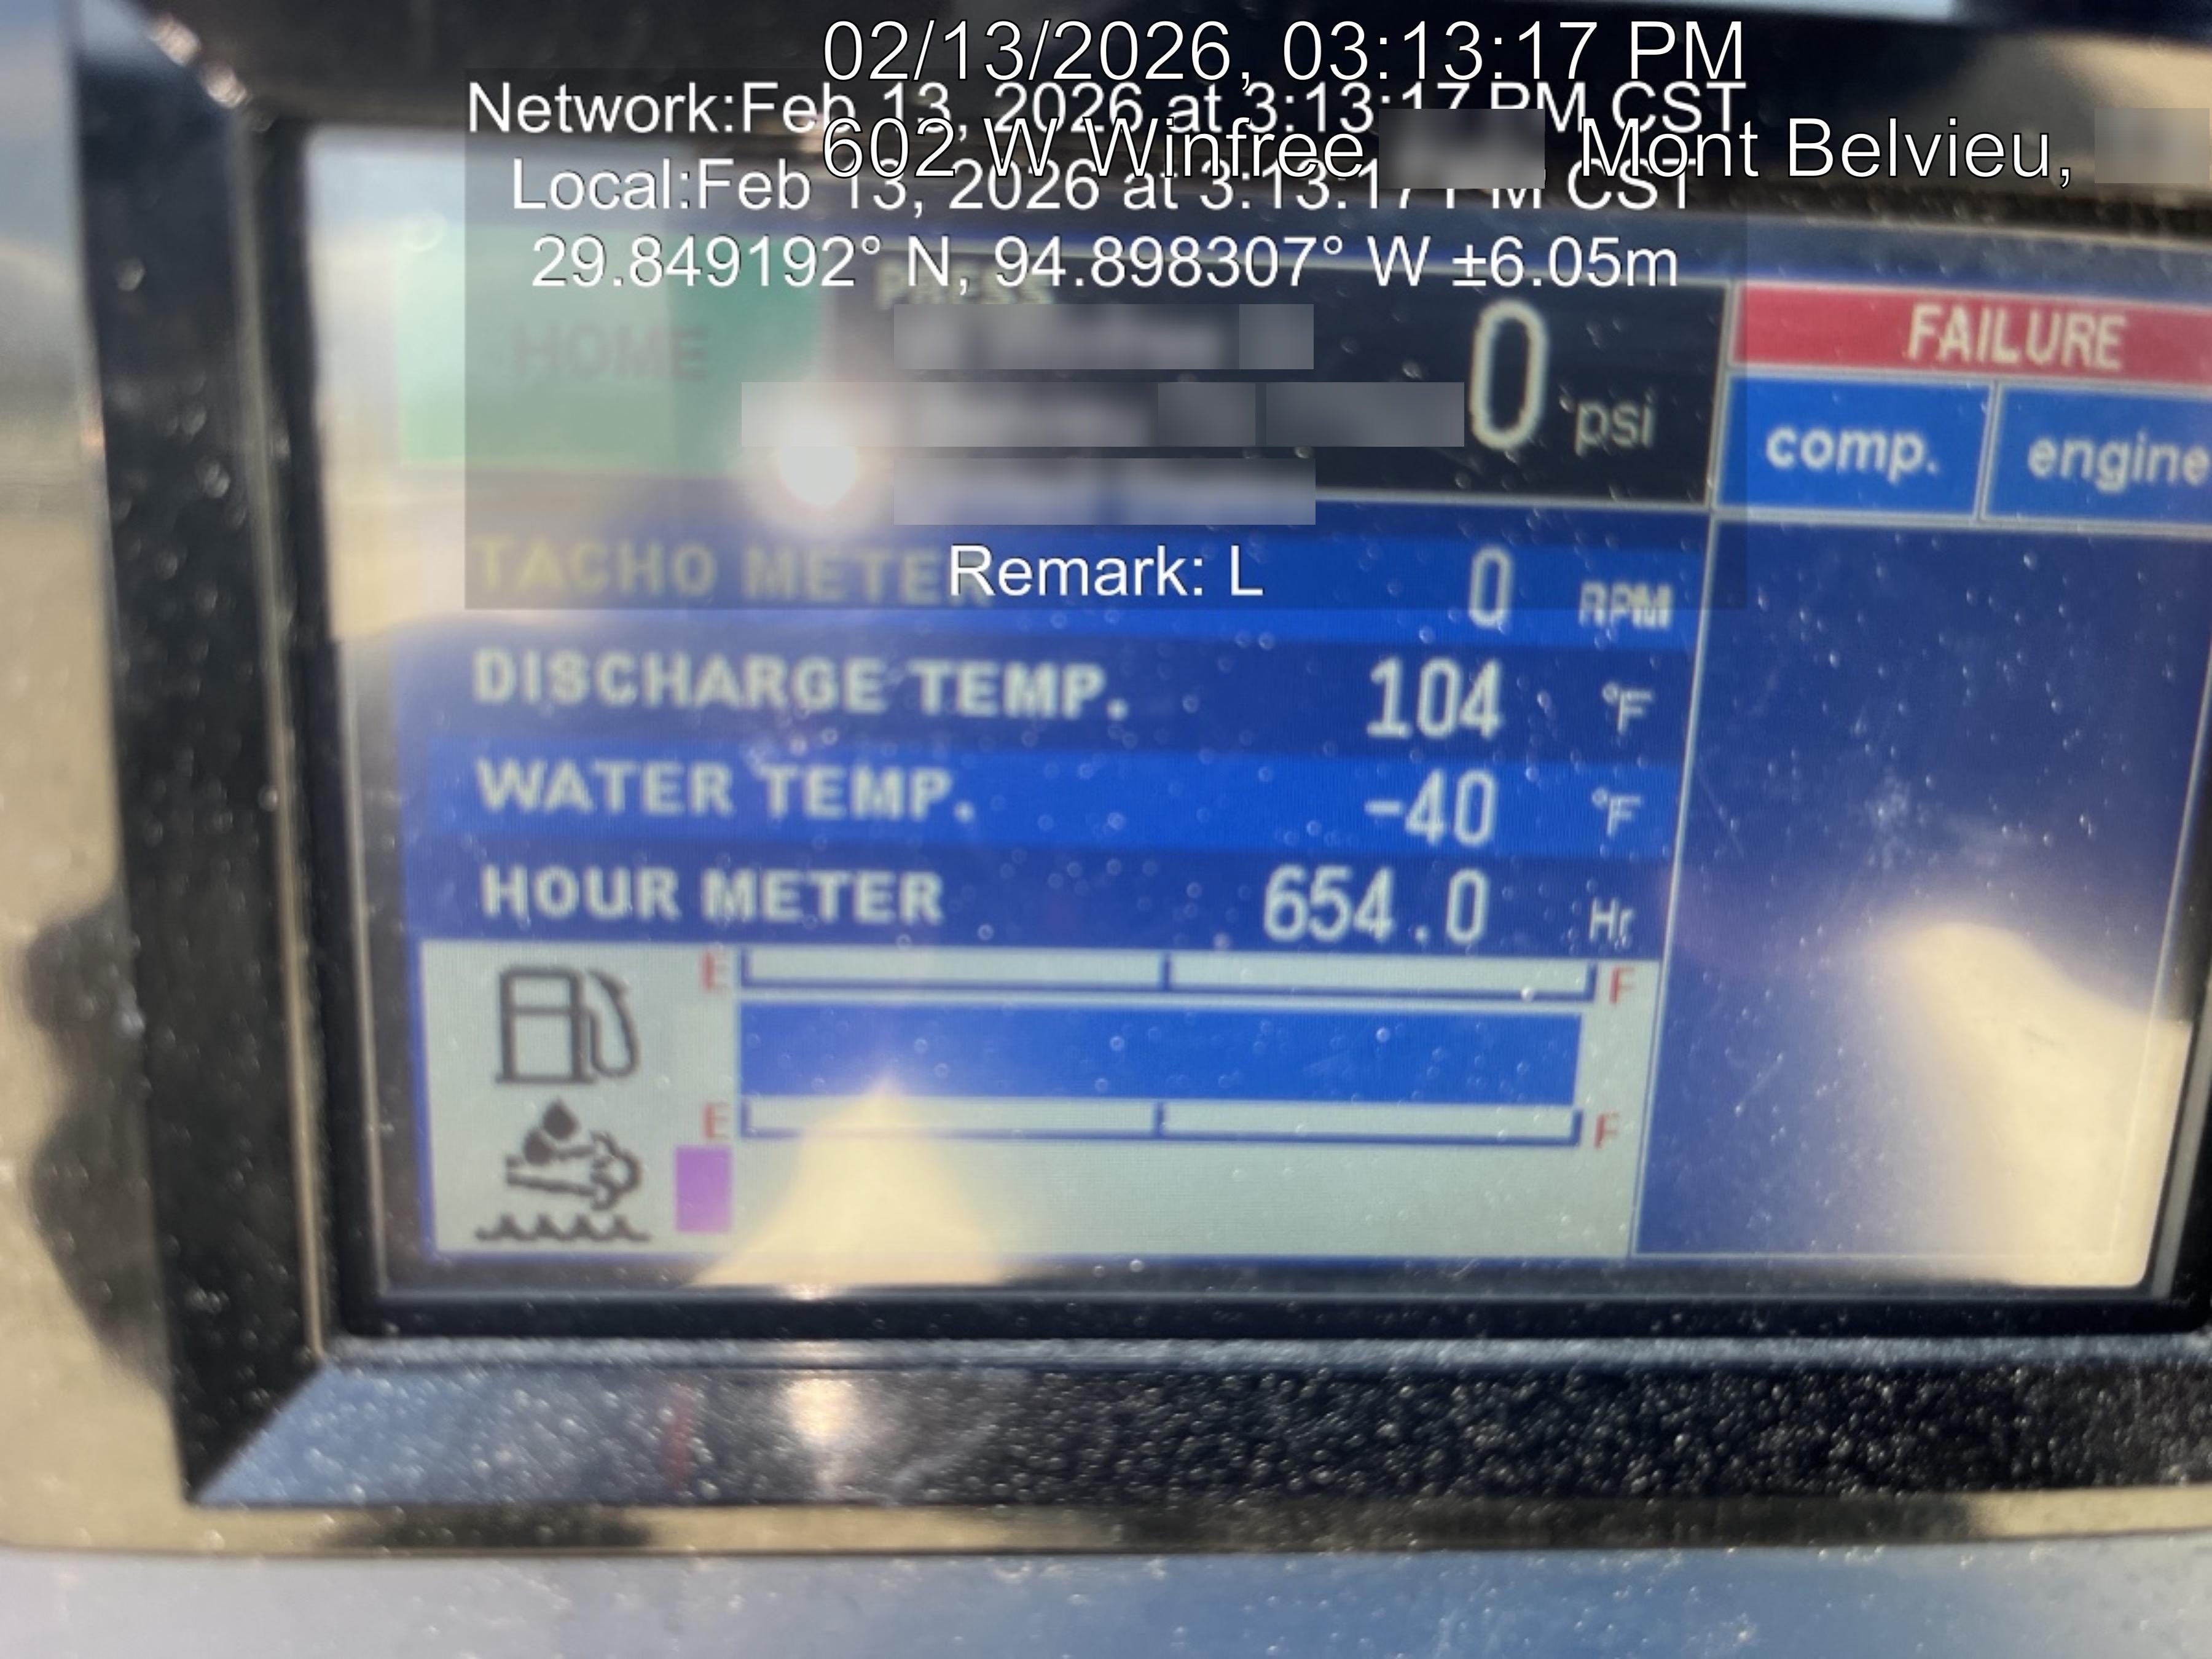 02/13/2026, 03:13:17 PM
Network:Feb 13, 2026 at 3:13:17 PM CST
602 W Winfree Mont Belvieu,
Local:Feb 13, 2026 at 3:13:17 PM CST
29.849192° N, 94.898307° W ±6.05m
PRESS
HOME
0 psi
FAILURE
comp. engine
Remark: L
TACHO METER 0 RPM
DISCHARGE TEMP. 104 °F
WATER TEMP. -40 °F
HOUR METER 654.0 Hr
E F
E F